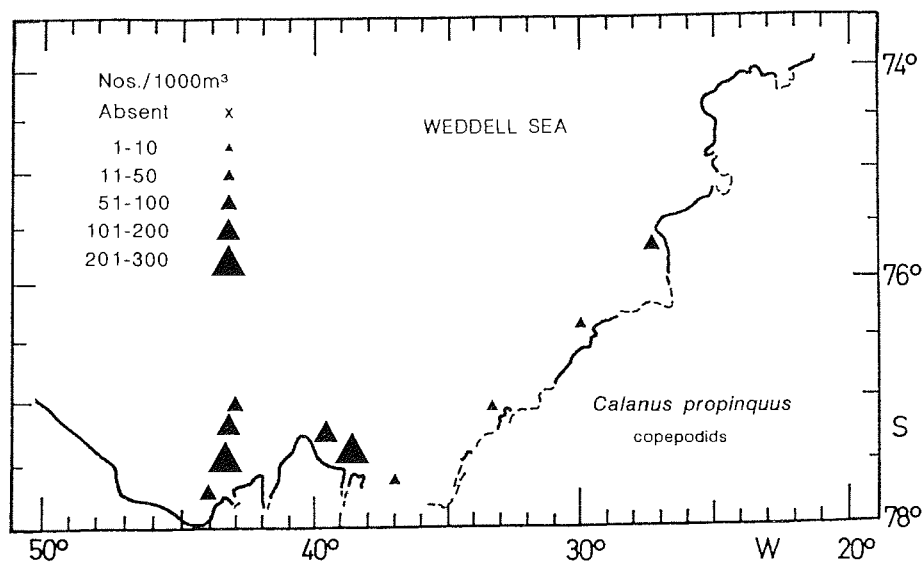 Nos./1000m³
Absent x
1-10
11-50
51-100
101-200
201-300
WEDDELL SEA
74°
76°
Calanus propinquus
copepodids
S
78°
50° 40° 30° W 20°